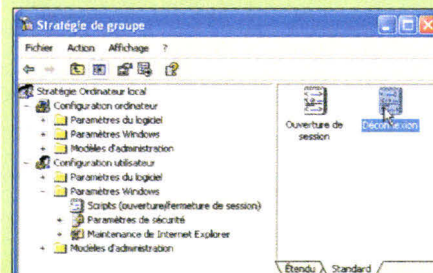 Stratégie de groupe
Fichier Action Affichage ?
Stratégie Ordinateur local
Configuration ordinateur
Paramètres du logiciel
Paramètres Windows
Modèles d'administration
Configuration utilisateur
Paramètres du logiciel
Paramètres Windows
Scripts (ouverture/fermeture de session)
Paramètres de sécurité
Maintenance de Internet Explorer
Modèles d'administration
Ouverture de
session
Déconnexion
Étendu Standard